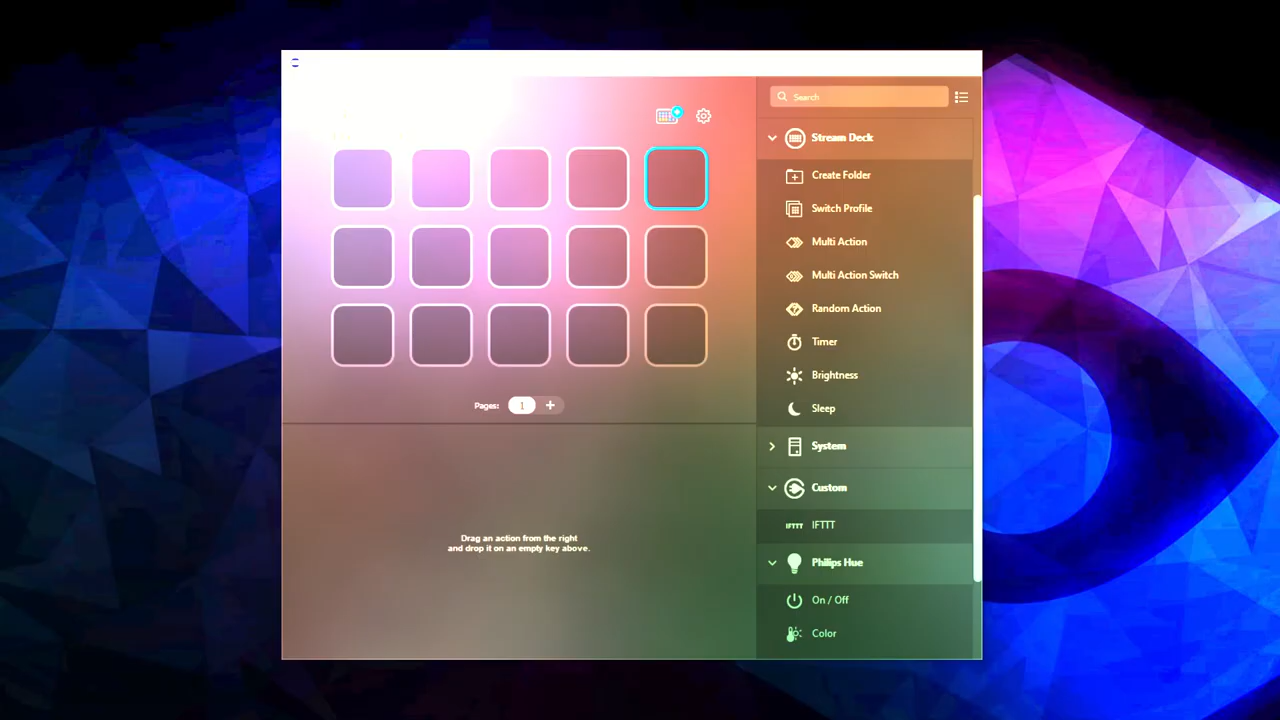 Search
Stream Deck
Create Folder
Switch Profile
Multi Action
Multi Action Switch
Random Action
Timer
Brightness
Sleep
System
Custom
IFTTT IFTTT
Philips Hue
On / Off
Color
Pages: 1 +
Drag an action from the right
and drop it on an empty key above.